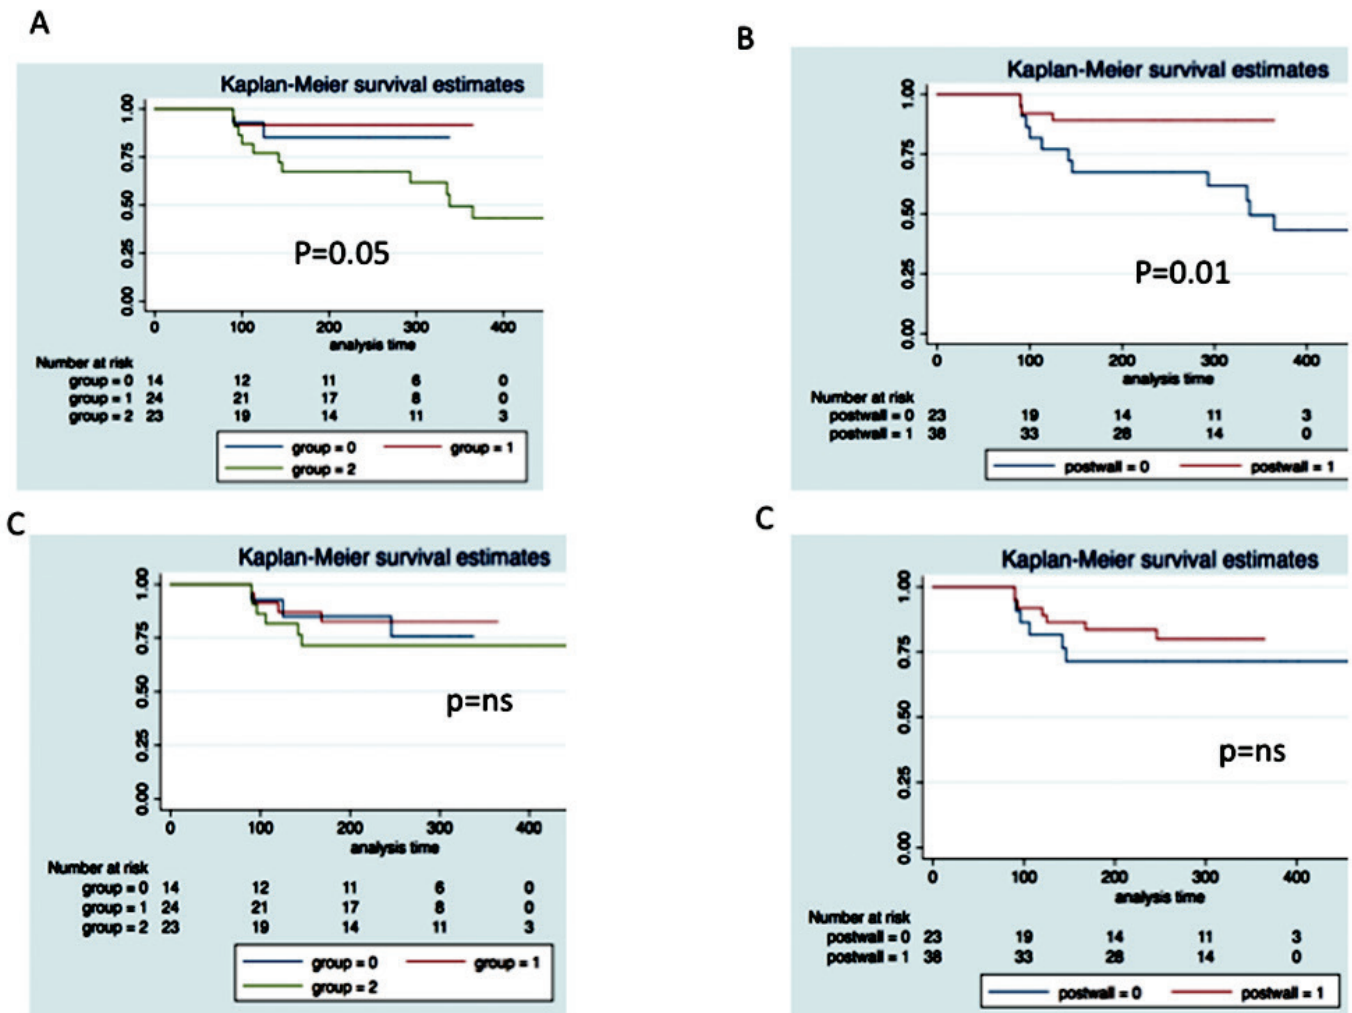 A
Kaplan-Meier survival estimates
1.00
0.75
0.50
0.25
0.00
P=0.05
0 100 200 300 400
analysis time
Number at risk
group = 0 14 12 11 6 0
group = 1 24 21 17 8 0
group = 2 23 19 14 11 3
group = 0 group = 1
group = 2
B
Kaplan-Meier survival estimates
1.00
0.75
0.50
0.25
0.00
P=0.01
0 100 200 300 400
analysis time
Number at risk
postwall = 0 23 19 14 11 3
postwall = 1 38 33 28 14 0
postwall = 0 postwall = 1
C
Kaplan-Meier survival estimates
1.00
0.75
0.50
0.25
0.00
p=ns
0 100 200 300 400
analysis time
Number at risk
group = 0 14 12 11 6 0
group = 1 24 21 17 8 0
group = 2 23 19 14 11 3
group = 0 group = 1
group = 2
C
Kaplan-Meier survival estimates
1.00
0.75
0.50
0.25
0.00
p=ns
0 100 200 300 400
analysis time
Number at risk
postwall = 0 23 19 14 11 3
postwall = 1 38 33 28 14 0
postwall = 0 postwall = 1